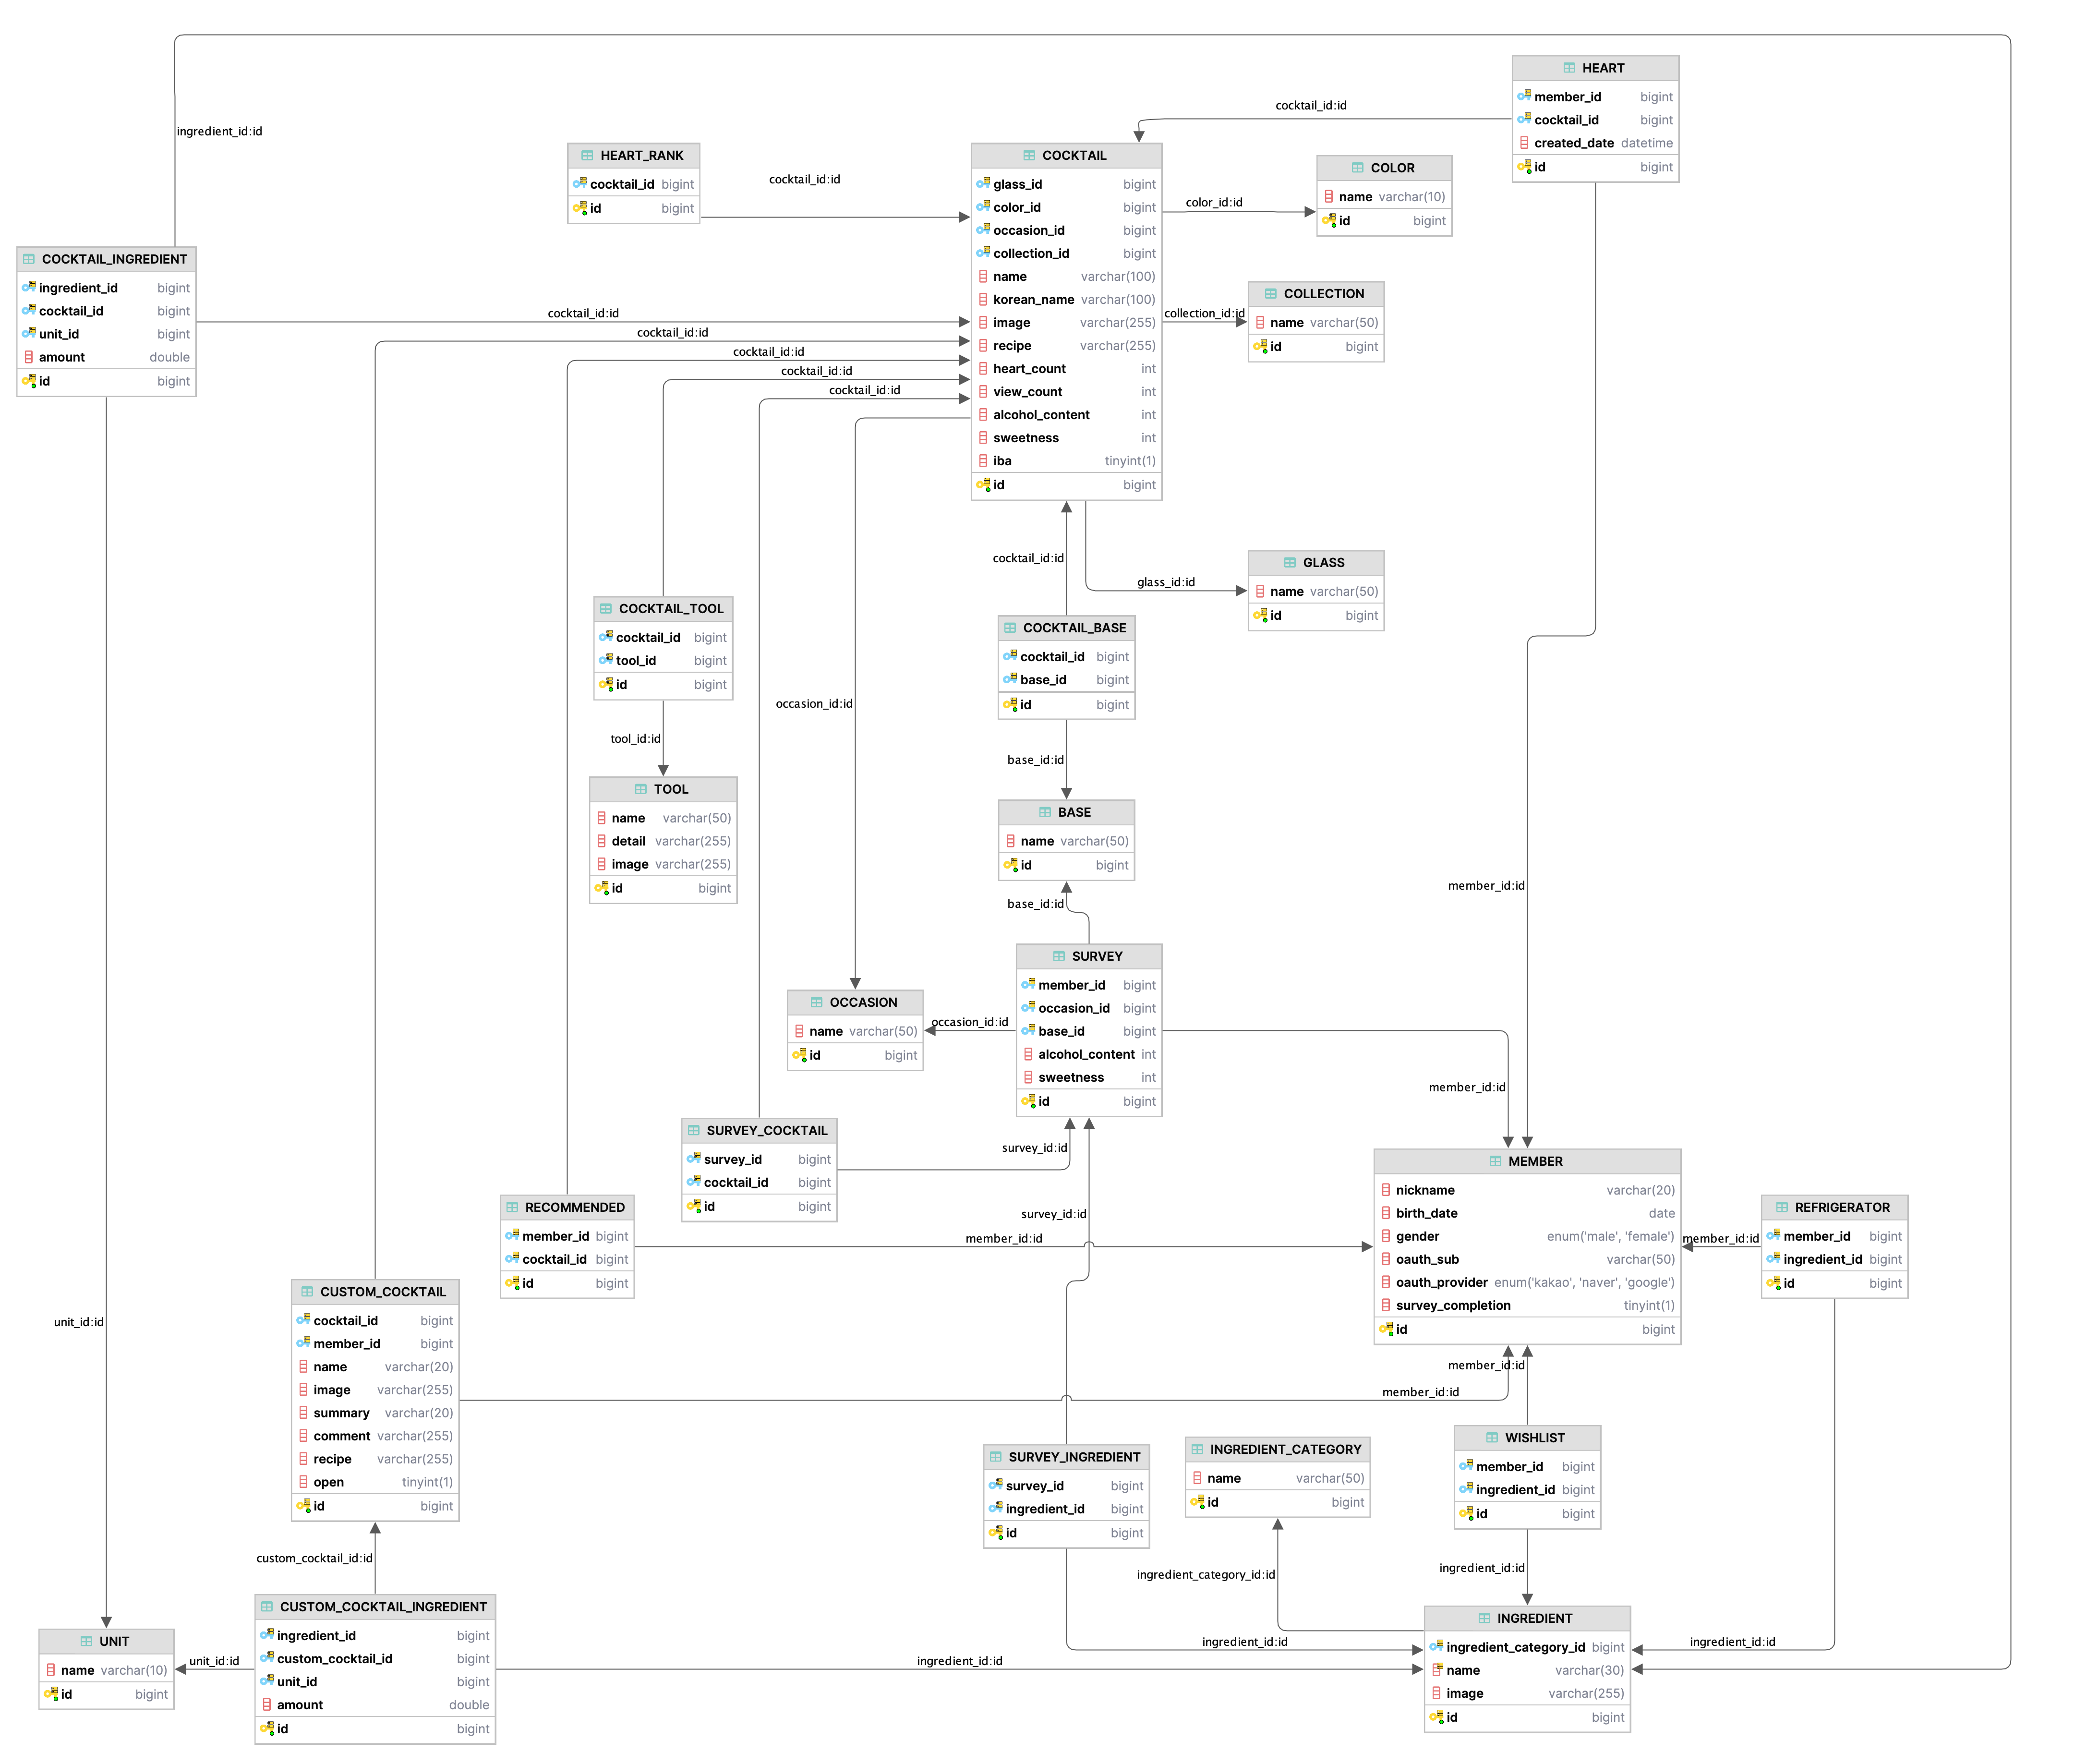 ingredient_id:id
HEART
member_id bigint
cocktail_id bigint
created_date datetime
id bigint
cocktail_id:id
HEART_RANK
cocktail_id bigint
id bigint
cocktail_id:id
COCKTAIL
glass_id bigint
color_id bigint
occasion_id bigint
collection_id bigint
name varchar(100)
korean_name varchar(100)
image varchar(255)
recipe varchar(255)
heart_count int
view_count int
alcohol_content int
sweetness int
iba tinyint(1)
id bigint
color_id:id
COLOR
name varchar(10)
id bigint
collection_id:id
COLLECTION
name varchar(50)
id bigint
COCKTAIL_INGREDIENT
ingredient_id bigint
cocktail_id bigint
unit_id bigint
amount double
id bigint
cocktail_id:id
cocktail_id:id
cocktail_id:id
cocktail_id:id
cocktail_id:id
cocktail_id:id
glass_id:id
GLASS
name varchar(50)
id bigint
COCKTAIL_TOOL
cocktail_id bigint
tool_id bigint
id bigint
COCKTAIL_BASE
cocktail_id bigint
base_id bigint
id bigint
occasion_id:id
tool_id:id
base_id:id
TOOL
name varchar(50)
detail varchar(255)
image varchar(255)
id bigint
BASE
name varchar(50)
id bigint
member_id:id
base_id:id
SURVEY
member_id bigint
occasion_id bigint
base_id bigint
alcohol_content int
sweetness int
id bigint
OCCASION
name varchar(50)
id bigint
occasion_id:id
member_id:id
SURVEY_COCKTAIL
survey_id bigint
cocktail_id bigint
id bigint
survey_id:id
survey_id:id
MEMBER
nickname varchar(20)
birth_date date
gender enum('male', 'female')
oauth_sub varchar(50)
oauth_provider enum('kakao', 'naver', 'google')
survey_completion tinyint(1)
id bigint
RECOMMENDED
member_id bigint
cocktail_id bigint
id bigint
member_id:id
member_id:id
REFRIGERATOR
member_id bigint
ingredient_id bigint
id bigint
unit_id:id
CUSTOM_COCKTAIL
cocktail_id bigint
member_id bigint
name varchar(20)
image varchar(255)
summary varchar(20)
comment varchar(255)
recipe varchar(255)
open tinyint(1)
id bigint
member_id:id
member_id:id
SURVEY_INGREDIENT
survey_id bigint
ingredient_id bigint
id bigint
INGREDIENT_CATEGORY
name varchar(50)
id bigint
WISHLIST
member_id bigint
ingredient_id bigint
id bigint
custom_cocktail_id:id
ingredient_category_id:id
ingredient_id:id
UNIT
name varchar(10)
id bigint
unit_id:id
CUSTOM_COCKTAIL_INGREDIENT
ingredient_id bigint
custom_cocktail_id bigint
unit_id bigint
amount double
id bigint
ingredient_id:id
ingredient_id:id
INGREDIENT
ingredient_category_id bigint
name varchar(30)
image varchar(255)
id bigint
ingredient_id:id